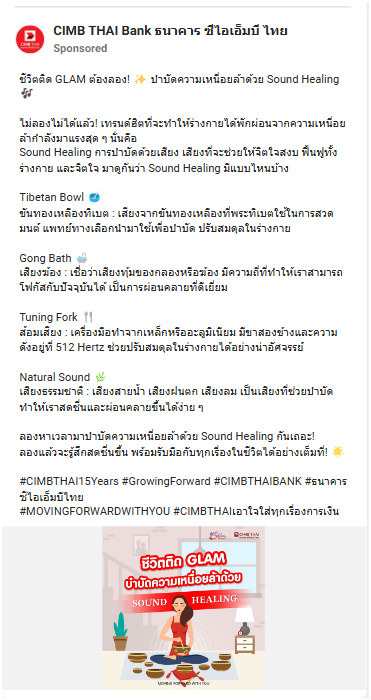 CIMB THAI Bank ธนาคาร ซีไอเอ็มบี ไทย
Sponsored
ชีวิตติด GLAM ต้องลอง! ✨ บำบัดความเหนื่อยล้าด้วย Sound Healing
🎶
ไม่ลองไม่ได้แล้ว! เทรนด์ฮิตที่จะทำให้ร่างกายได้พักผ่อนจากความเหนื่อย
ล้ากำลังมาแรงสุด ๆ นั่นคือ
Sound Healing การบำบัดด้วยเสียง เสียงที่จะช่วยให้จิตใจสงบ ฟื้นฟูทั้ง
ร่างกาย และจิตใจ มาดูกันว่า Sound Healing มีแบบไหนบ้าง
Tibetan Bowl 🥣
ขันทองเหลืองทิเบต : เสียงจากขันทองเหลืองที่พระทิเบตใช้ในการสวด
มนต์ แพทย์ทางเลือกนำมาใช้เพื่อบำบัด ปรับสมดุลในร่างกาย
Gong Bath 🛀
เสียงฆ้อง : เชื่อว่าเสียงทุ้มของกลองหรือฆ้อง มีความถี่ที่ทำให้เราสามารถ
โฟกัสกับปัจจุบันได้ เป็นการผ่อนคลายที่ดีเยี่ยม
Tuning Fork 🍴
ส้อมเสียง : เครื่องมือทำจากเหล็กหรืออะลูมิเนียม มีขาสองข้างและความ
ดังอยู่ที่ 512 Hertz ช่วยปรับสมดุลในร่างกายได้อย่างน่าอัศจรรย์
Natural Sound 🌿
เสียงธรรมชาติ : เสียงสายน้ำ เสียงฝนตก เสียงลม เป็นเสียงที่ช่วยบำบัด
ทำให้เราสดชื่นและผ่อนคลายขึ้นได้ง่าย ๆ
ลองหาเวลามาบำบัดความเหนื่อยล้าด้วย Sound Healing กันเถอะ!
ลองแล้วจะรู้สึกสดชื่นขึ้น พร้อมรับมือกับทุกเรื่องในชีวิตได้อย่างเต็มที่! 🌟
#CIMBTHAI15Years #GrowingForward #CIMBTHAIBANK #ธนาคาร
ซีไอเอ็มบีไทย
#MOVINGFORWARDWITHYOU #CIMBTHAIเอาใจใส่ทุกเรื่องการเงิน
CIMB THAI
ชีวิตติด GLAM
บำบัดความเหนื่อยล้าด้วย
SOUND HEALING
MOVING FORWARD WITH YOU